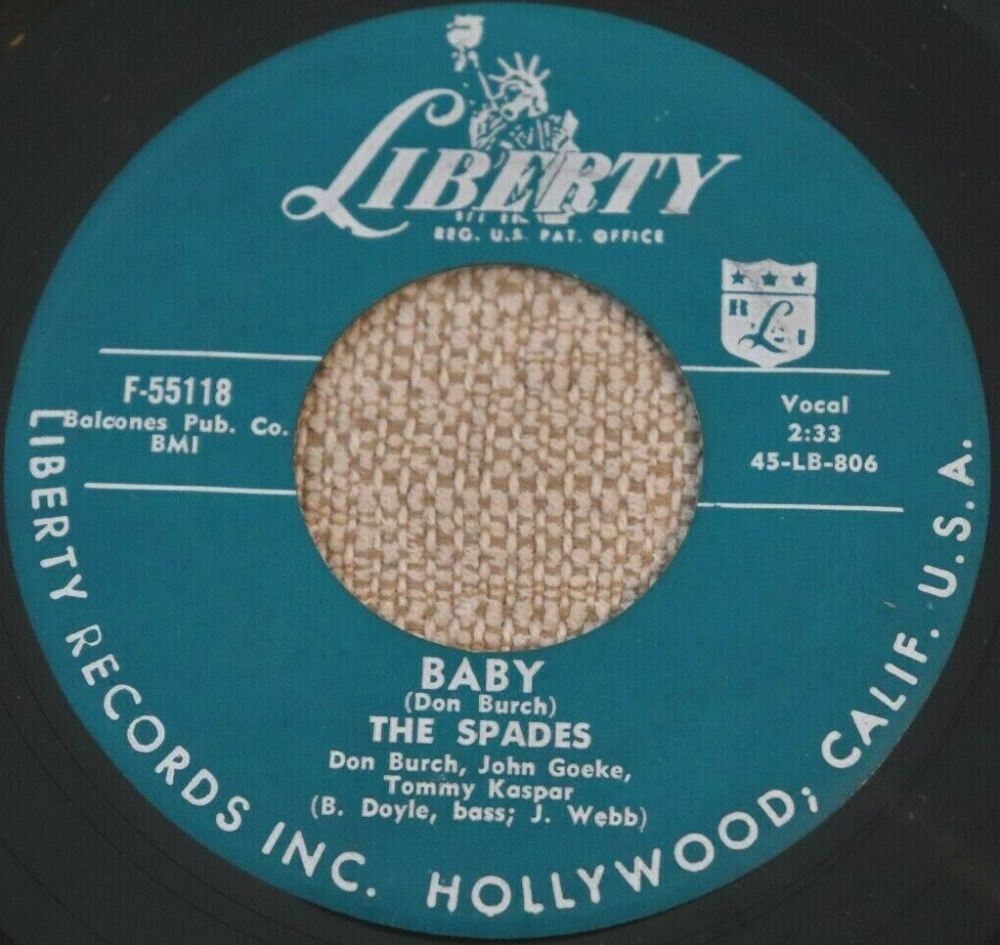 LIBERTY
REG. U.S. PAT. OFFICE
R L I
F-55118
Balcones Pub. Co.
BMI
Vocal
2:33
45-LB-806
BABY
(Don Burch)
THE SPADES
Don Burch, John Goeke,
Tommy Kaspar
(B. Doyle, bass; J. Webb)
LIBERTY RECORDS INC. HOLLYWOOD; CALIF. U.S.A.